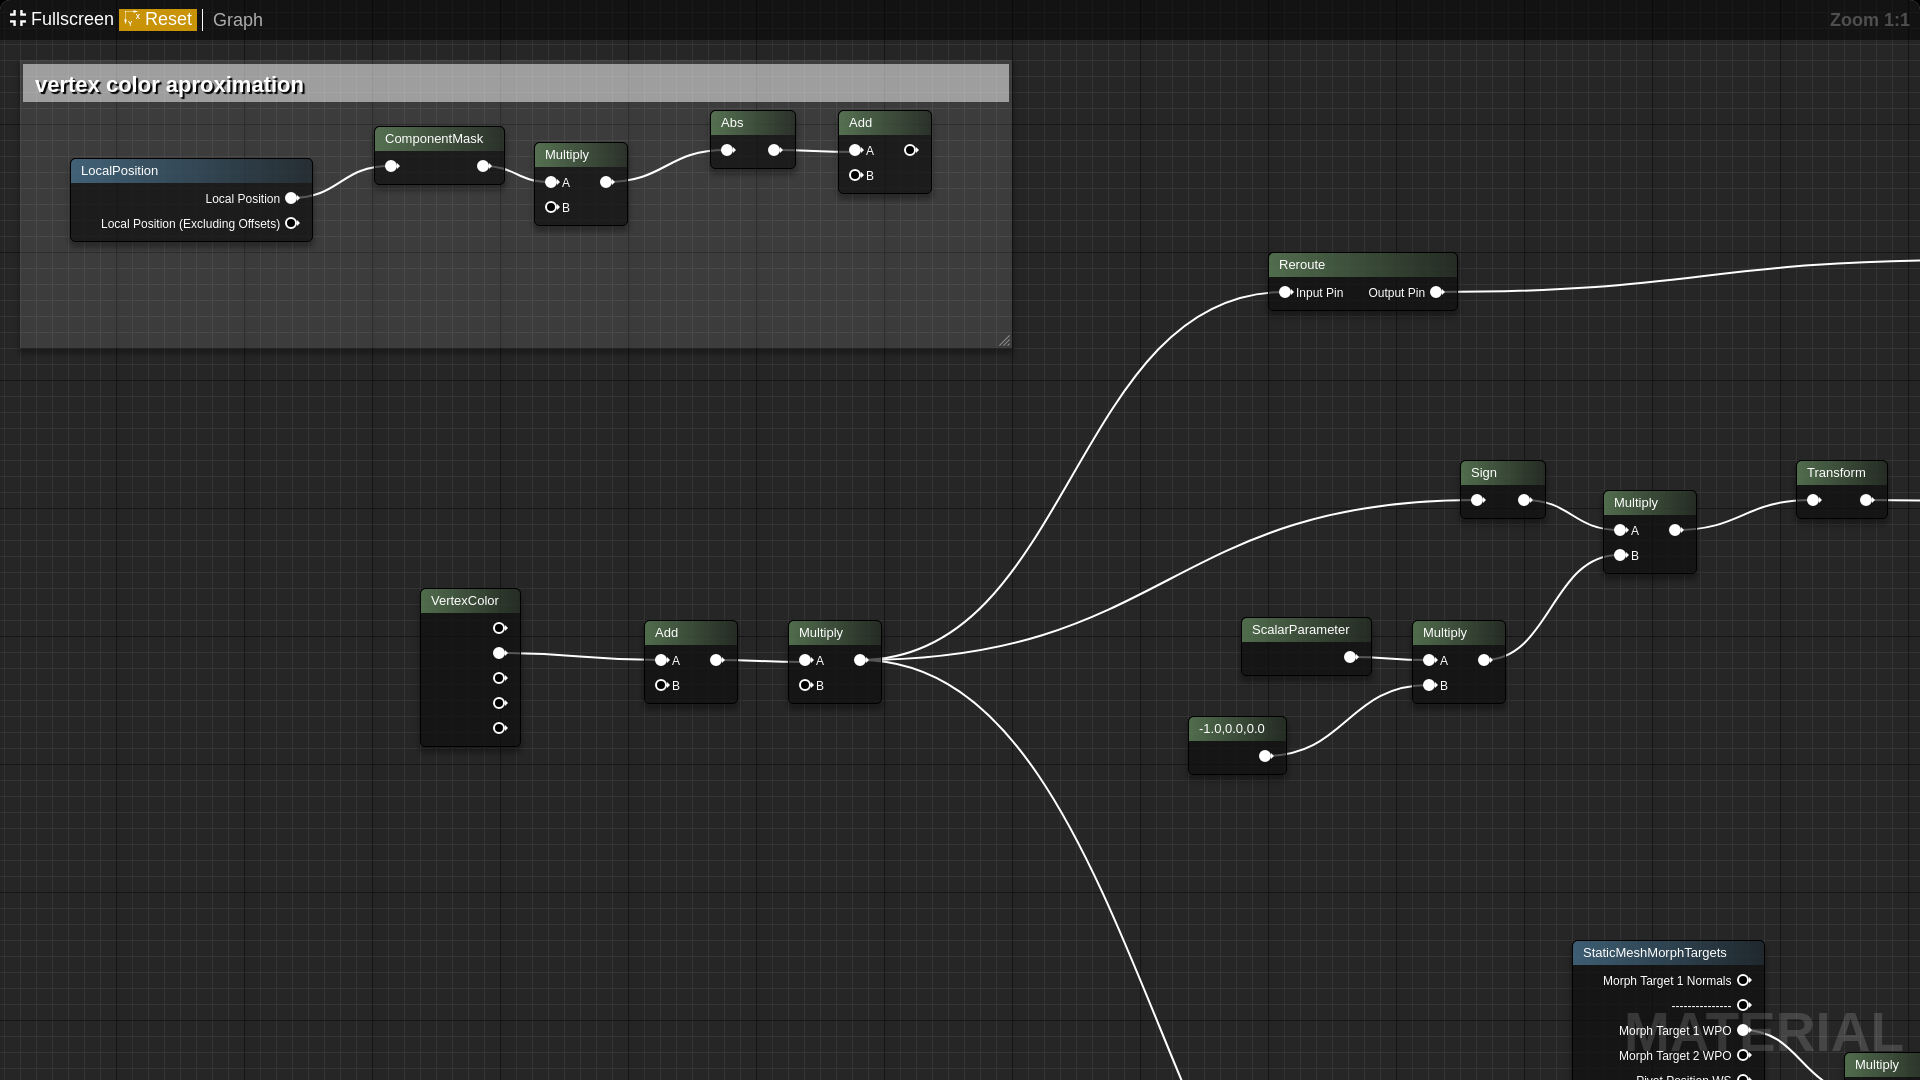 Fullscreen Reset Graph
Zoom 1:1
vertex color aproximation
LocalPosition
Local Position
Local Position (Excluding Offsets)
ComponentMask
Multiply
A
B
Abs
Add
A
B
Reroute
Input Pin Output Pin
Sign
Multiply
A
B
Transform
VertexColor
Add
A
B
Multiply
A
B
ScalarParameter
Multiply
A
B
-1.0,0.0,0.0
StaticMeshMorphTargets
Morph Target 1 Normals
---------------
Morph Target 1 WPO
Morph Target 2 WPO
Pivot Position WS
MATERIAL
Multiply